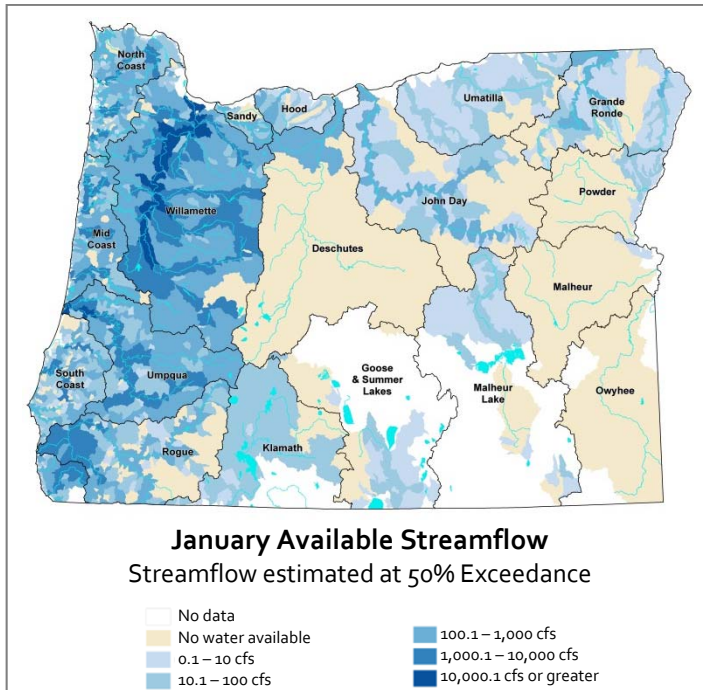 North
Coast
Sandy
Hood
Umatilla
Grande
Ronde
Willamette
Mid
Coast
John Day
Powder
Deschutes
Malheur
South
Coast
Umpqua
Goose
& Summer
Lakes
Malheur
Lake
Owyhee
Rogue
Klamath
January Available Streamflow
Streamflow estimated at 50% Exceedance
No data
No water available
0.1 – 10 cfs
10.1 – 100 cfs
100.1 – 1,000 cfs
1,000.1 – 10,000 cfs
10,000.1 cfs or greater